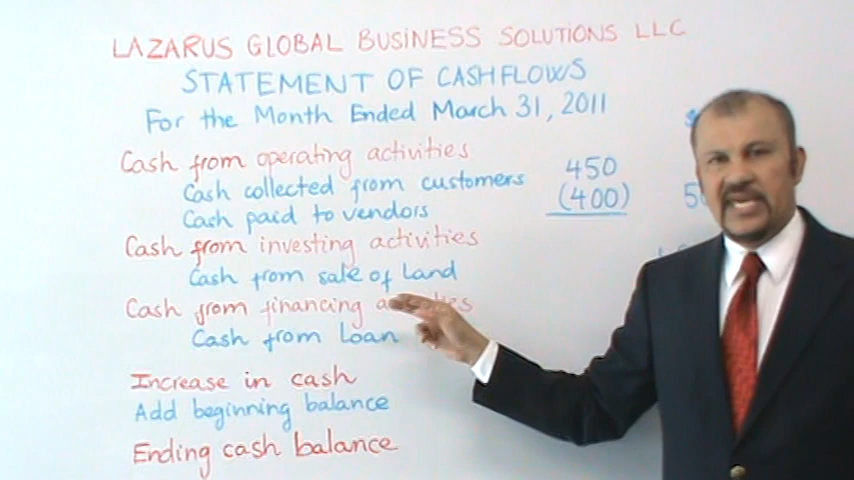 LAZARUS GLOBAL BUSINESS SOLUTIONS LLC
STATEMENT OF CASHFLOWS
For the Month Ended March 31, 2011
Cash from operating activities
Cash collected from customers 450
Cash paid to vendors (400)
Cash from investing activities
Cash from sale of land
Cash from financing activities
Cash from Loan
Increase in cash
Add beginning balance
Ending cash balance